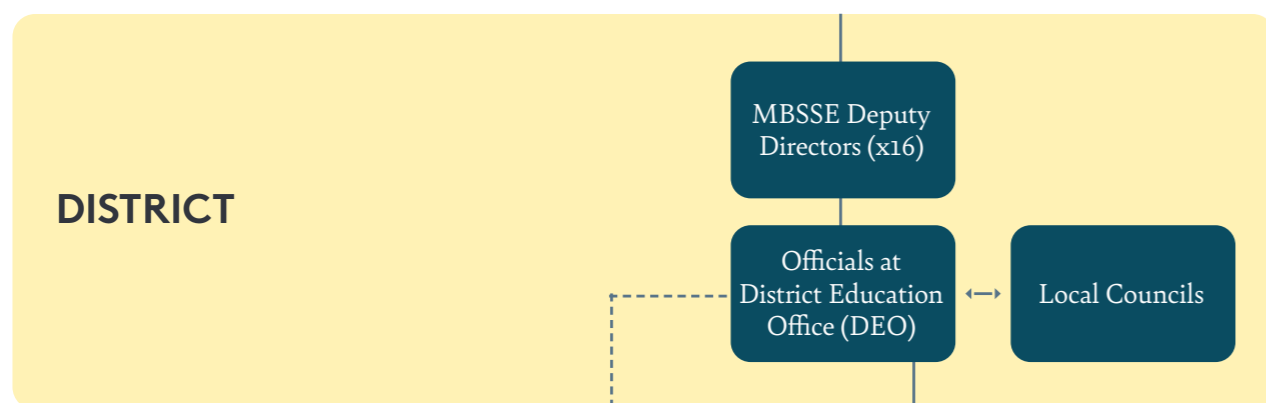 DISTRICT
MBSSE Deputy
Directors (x16)
Officials at
District Education
Office (DEO)
Local Councils